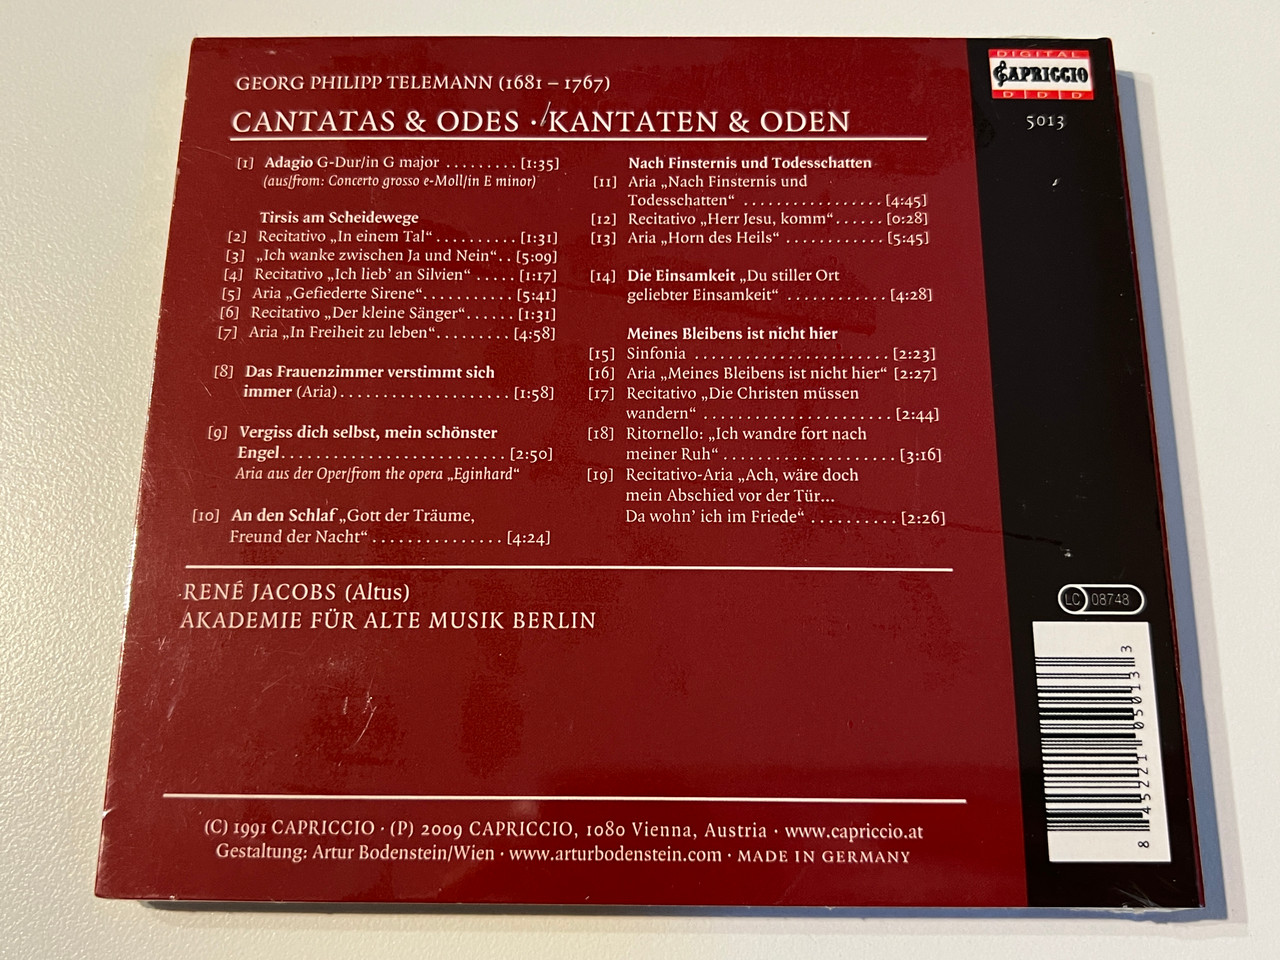 GEORG PHILIPP TELEMANN (1681 – 1767)
CANTATAS & ODES · / KANTATEN & ODEN
[1] Adagio G-Dur/in G major ......... [1:35]
(aus/from: Concerto grosso e-Moll/in E minor)
Tirsis am Scheidewege
[2] Recitativo „In einem Tal“ .......... [1:31]
[3] „Ich wanke zwischen Ja und Nein“.. [5:09]
[4] Recitativo „Ich lieb’ an Silvien“ ..... [1:17]
[5] Aria „Gefiederte Sirene“........... [5:41]
[6] Recitativo „Der kleine Sänger“...... [1:31]
[7] Aria „In Freiheit zu leben“......... [4:58]
[8] Das Frauenzimmer verstimmt sich
immer (Aria).................... [1:58]
[9] Vergiss dich selbst, mein schönster
Engel.......................... [2:50]
Aria aus der Oper/from the opera „Eginhard“
[10] An den Schlaf „Gott der Träume,
Freund der Nacht“............... [4:24]
Nach Finsternis und Todesschatten
[11] Aria „Nach Finsternis und
Todesschatten“ ................. [4:45]
[12] Recitativo „Herr Jesu, komm“...... [0:28]
[13] Aria „Horn des Heils“ ............ [5:45]
[14] Die Einsamkeit „Du stiller Ort
geliebter Einsamkeit“ ............ [4:28]
Meines Bleibens ist nicht hier
[15] Sinfonia ....................... [2:23]
[16] Aria „Meines Bleibens ist nicht hier“ [2:27]
[17] Recitativo „Die Christen müssen
wandern“ ...................... [2:44]
[18] Ritornello: „Ich wandre fort nach
meiner Ruh“ .................... [3:16]
[19] Recitativo-Aria „Ach, wäre doch
mein Abschied vor der Tür...
Da wohn’ ich im Friede“ .......... [2:26]
RENÉ JACOBS (Altus)
AKADEMIE FÜR ALTE MUSIK BERLIN
(C) 1991 CAPRICCIO · (P) 2009 CAPRICCIO, 1080 Vienna, Austria · www.capriccio.at
Gestaltung: Artur Bodenstein/Wien · www.arturbodenstein.com · MADE IN GERMANY
DIGITAL
CAPRICCIO
D D D
5013
LC 08748
8 45221 05013 3